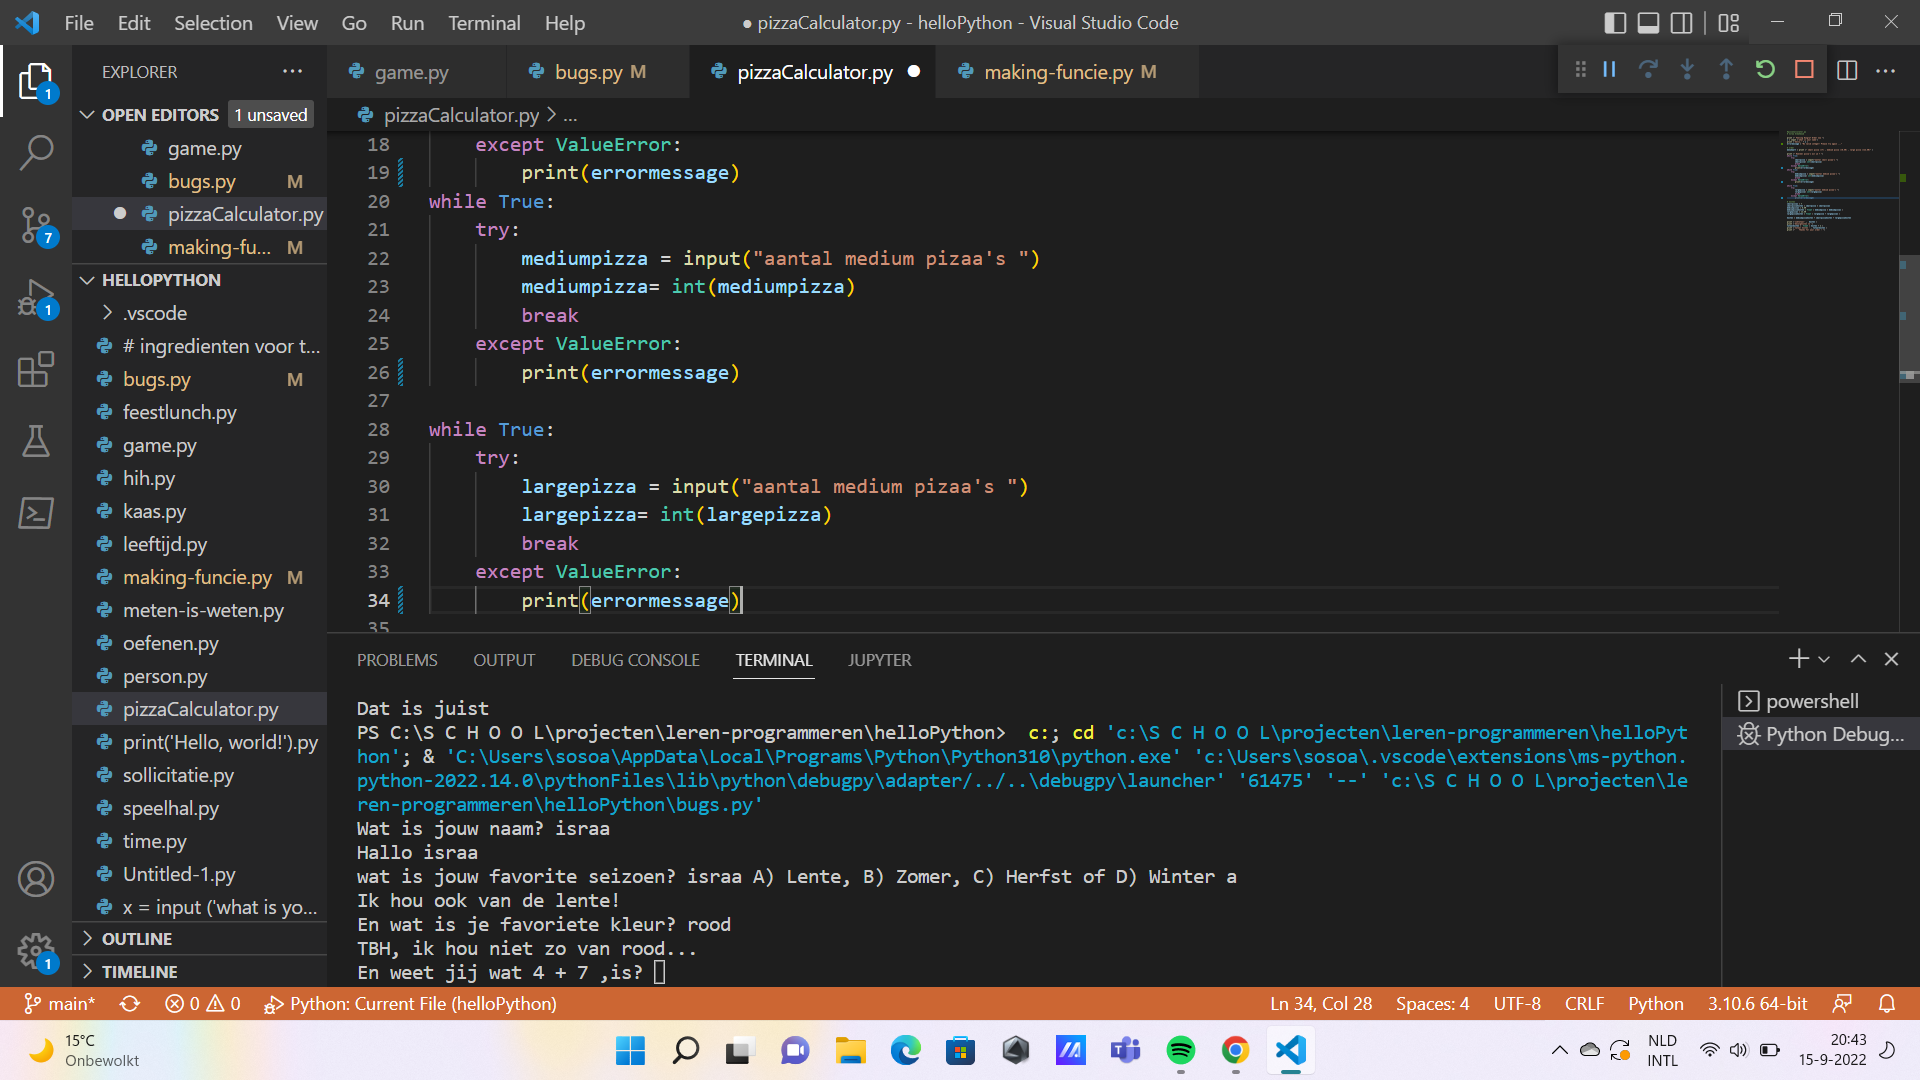 File Edit Selection View Go Run Terminal Help
● pizzaCalculator.py - helloPython - Visual Studio Code
EXPLORER
game.py
bugs.py M
pizzaCalculator.py
making-funcie.py M
OPEN EDITORS 1 unsaved
pizzaCalculator.py > ...
game.py
bugs.py M
pizzaCalculator.py
making-fu... M
HELLOPYTHON
.vscode
# ingredienten voor t...
bugs.py M
feestlunch.py
game.py
hih.py
kaas.py
leeftijd.py
making-funcie.py M
meten-is-weten.py
oefenen.py
person.py
pizzaCalculator.py
print('Hello, world!').py
sollicitatie.py
speelhal.py
time.py
Untitled-1.py
x = input ('what is yo...
OUTLINE
TIMELINE
1
7
1
1
18 except ValueError:
19 print(errormessage)
20 while True:
21 try:
22 mediumpizza = input("aantal medium pizaa's ")
23 mediumpizza= int(mediumpizza)
24 break
25 except ValueError:
26 print(errormessage)
27
28 while True:
29 try:
30 largepizza = input("aantal medium pizaa's ")
31 largepizza= int(largepizza)
32 break
33 except ValueError:
34 print(errormessage)
35
PROBLEMS OUTPUT DEBUG CONSOLE TERMINAL JUPYTER
Dat is juist
PS C:\S C H O O L\projecten\leren-programmeren\helloPython> c:; cd 'c:\S C H O O L\projecten\leren-programmeren\helloPyt
hon'; & 'C:\Users\sosoa\AppData\Local\Programs\Python\Python310\python.exe' 'c:\Users\sosoa\.vscode\extensions\ms-python.
python-2022.14.0\pythonFiles\lib\python\debugpy\adapter/../..\debugpy\launcher' '61475' '--' 'c:\S C H O O L\projecten\le
ren-programmeren\helloPython\bugs.py'
Wat is jouw naam? israa
Hallo israa
wat is jouw favorite seizoen? israa A) Lente, B) Zomer, C) Herfst of D) Winter a
Ik hou ook van de lente!
En wat is je favoriete kleur? rood
TBH, ik hou niet zo van rood...
En weet jij wat 4 + 7 ,is?
powershell
Python Debug...
main* 0 0 Python: Current File (helloPython)
Ln 34, Col 28 Spaces: 4 UTF-8 CRLF Python 3.10.6 64-bit
15°C
Onbewolkt
NLD
INTL
20:43
15-9-2022